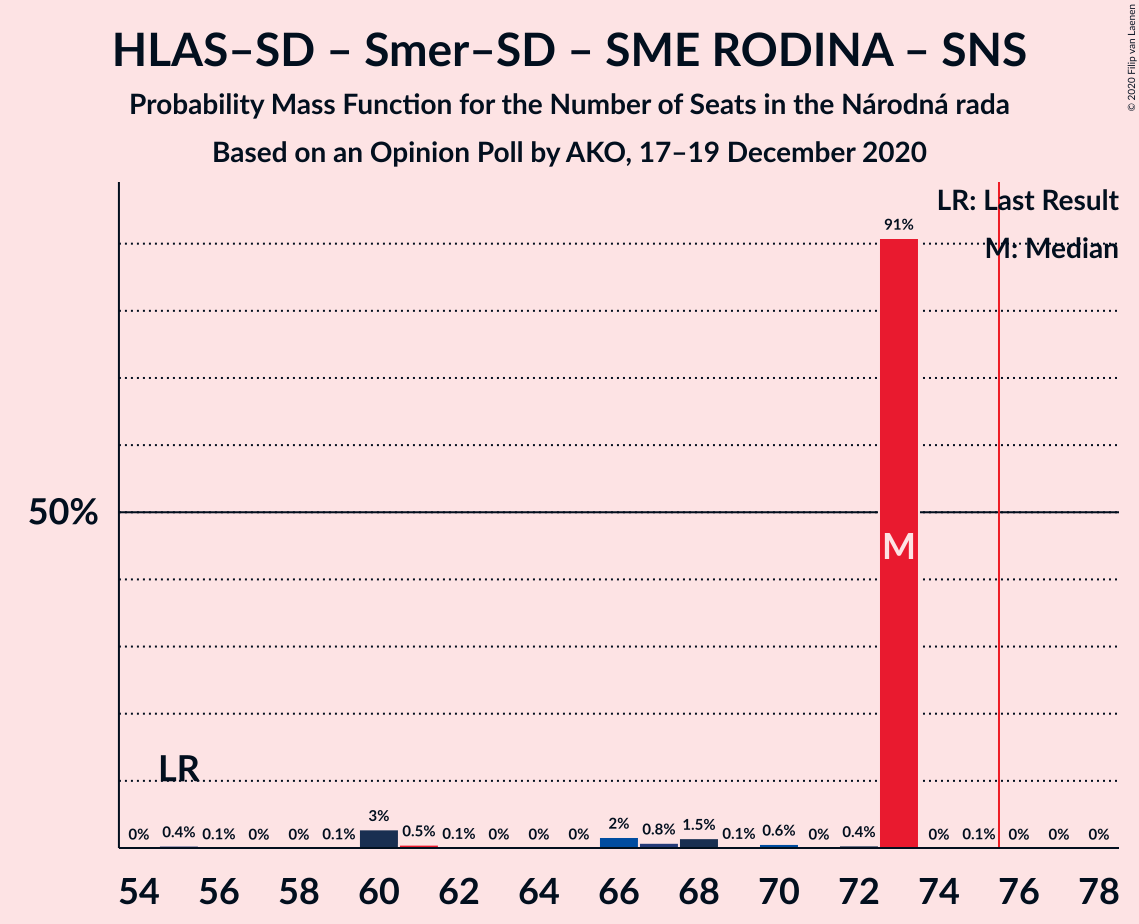 HLAS–SD – Smer–SD – SME RODINA – SNS
Probability Mass Function for the Number of Seats in the Národná rada
Based on an Opinion Poll by AKO, 17–19 December 2020
© 2020 Filip van Laenen
LR: Last Result
M: Median
91%
50%
M
LR
0% 0.4% 0.1% 0% 0% 0.1% 3% 0.5% 0.1% 0% 0% 0% 2% 0.8% 1.5% 0.1% 0.6% 0% 0.4% 0% 0.1% 0% 0% 0%
54 56 58 60 62 64 66 68 70 72 74 76 78